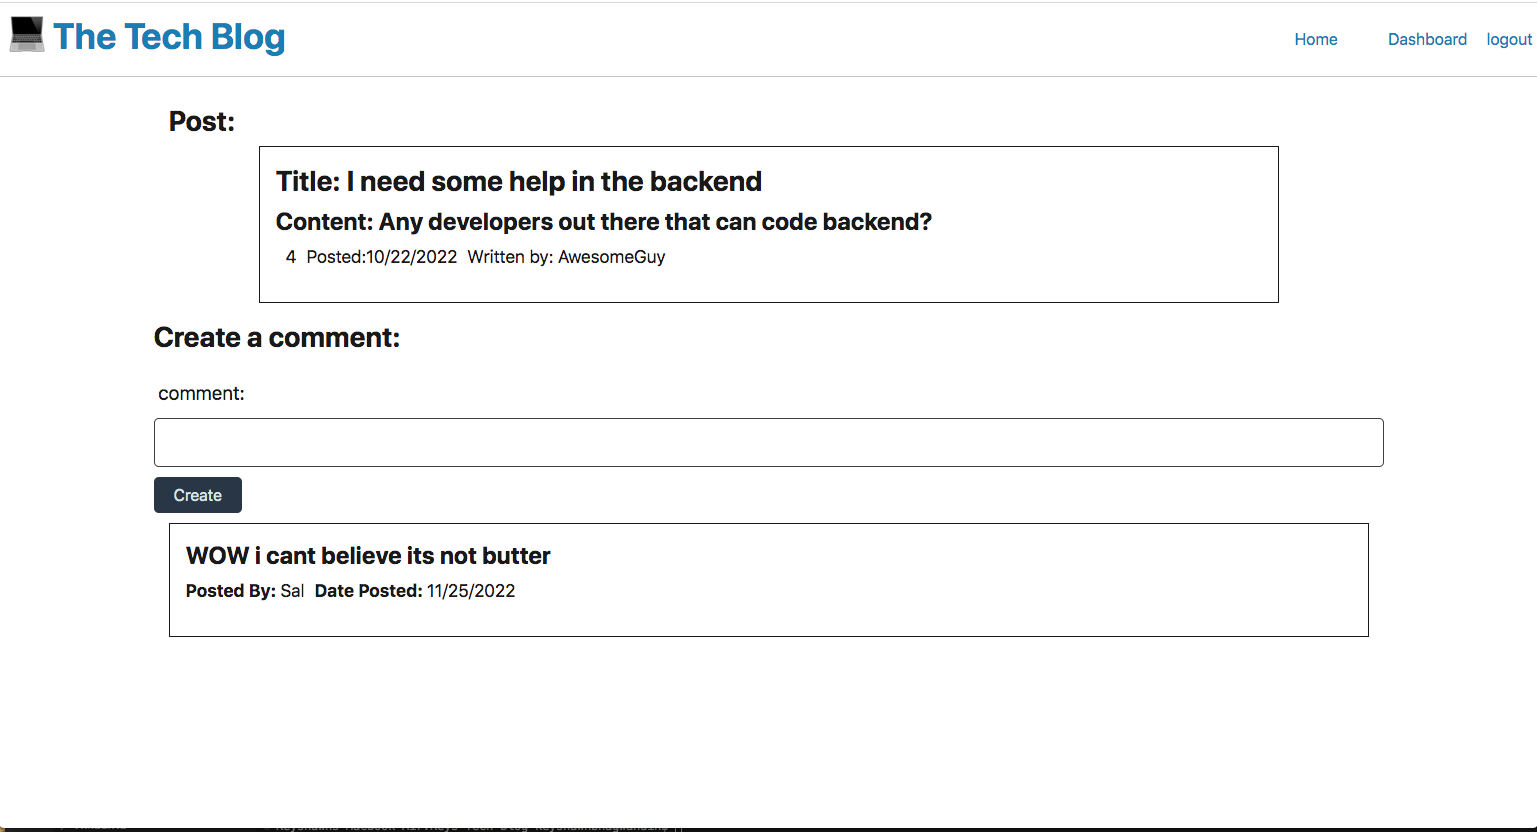 The Tech Blog
Home Dashboard logout
Post:
Title: I need some help in the backend
Content: Any developers out there that can code backend?
4 Posted:10/22/2022 Written by: AwesomeGuy
Create a comment:
comment:
Create
WOW i cant believe its not butter
Posted By: Sal Date Posted: 11/25/2022